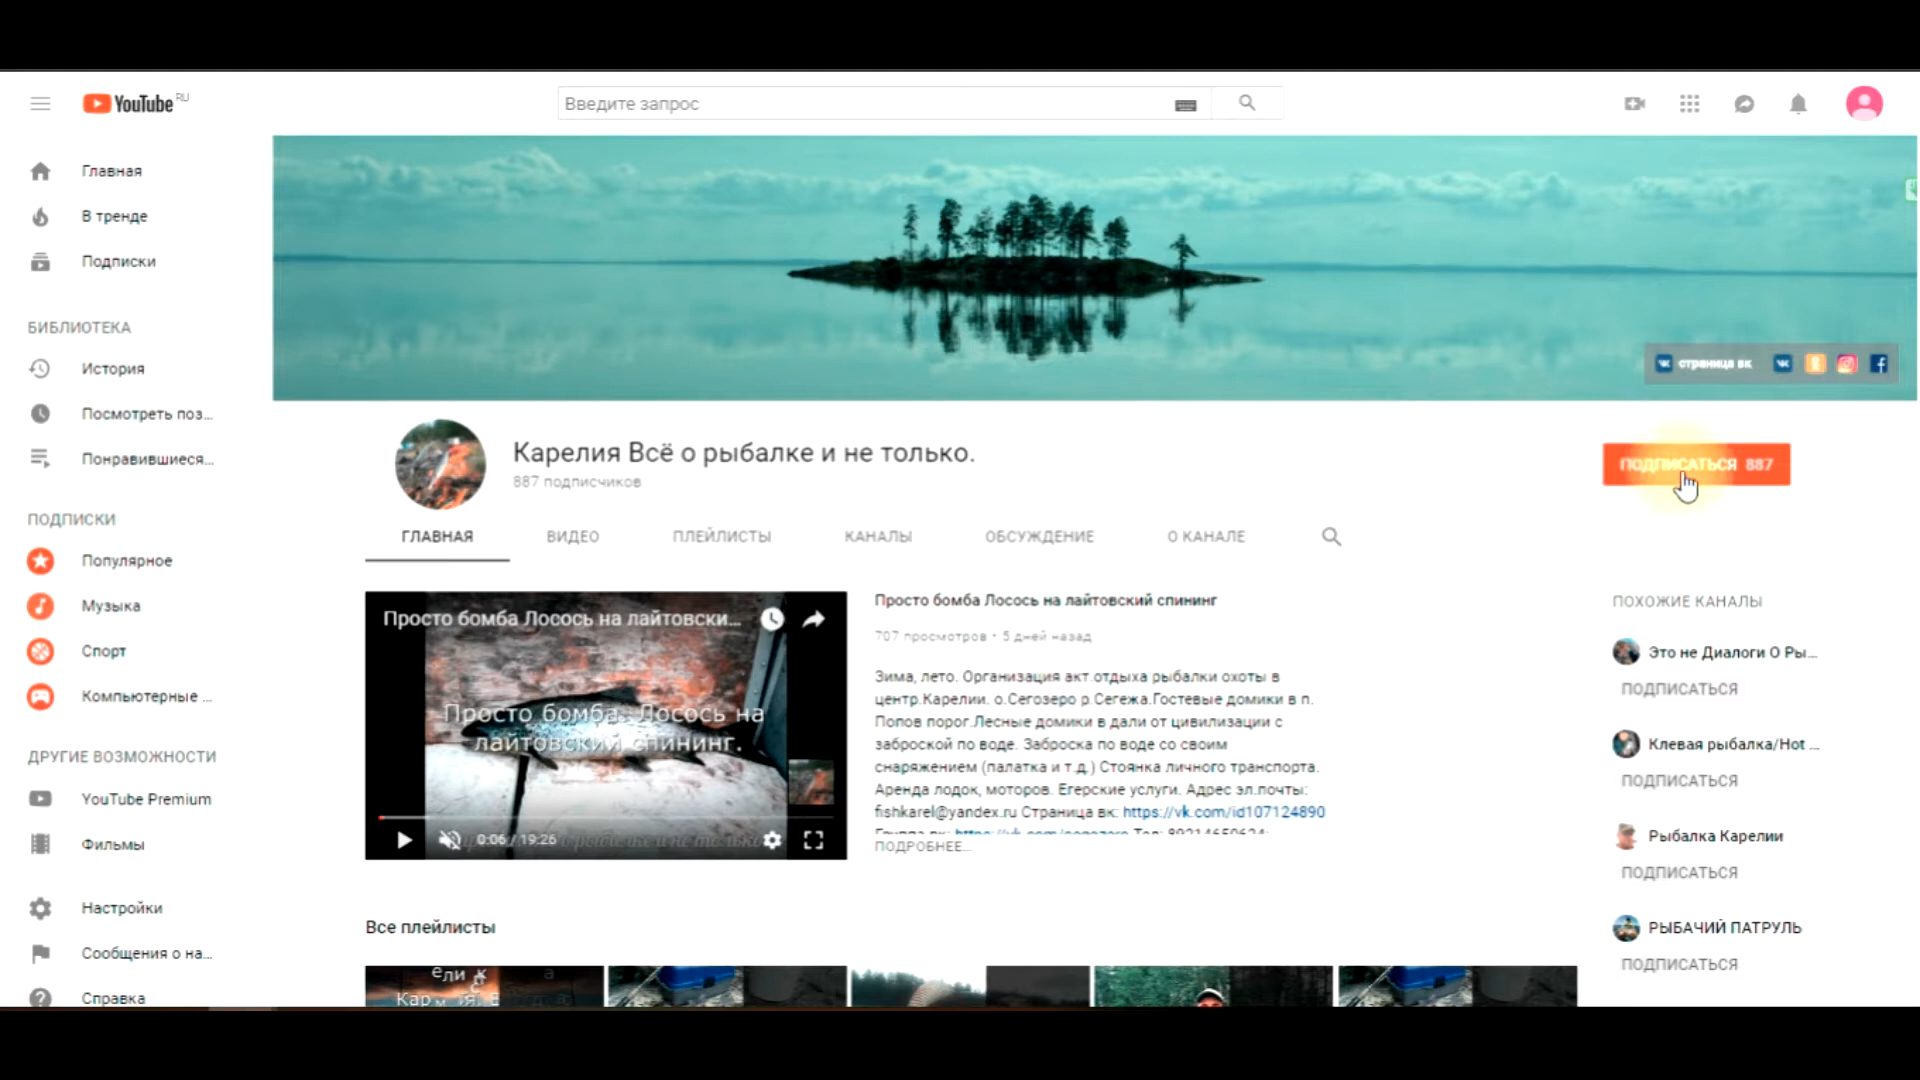 YouTube RU
Введите запрос
Главная
В тренде
Подписки
БИБЛИОТЕКА
История
Посмотреть поз...
Понравившиеся...
ПОДПИСКИ
Популярное
Музыка
Спорт
Компьютерные ...
ДРУГИЕ ВОЗМОЖНОСТИ
YouTube Premium
Фильмы
Настройки
Сообщения о на...
Справка
страница вк
Карелия Всё о рыбалке и не только.
887 подписчиков
ПОДПИСАТЬСЯ 887
ГЛАВНАЯ ВИДЕО ПЛЕЙЛИСТЫ КАНАЛЫ ОБСУЖДЕНИЕ О КАНАЛЕ
Просто бомба Лосось на лайтовски...
Просто бомба. Лосось на
лайтовский спининг.
0:06 / 19:26
Просто бомба Лосось на лайтовский спининг
707 просмотров • 5 дней назад
Зима, лето. Организация акт.отдыха рыбалки охоты в
центр.Карелии. о.Сегозеро р.Сегежа.Гостевые домики в п.
Попов порог.Лесные домики в дали от цивилизации с
заброской по воде. Заброска по воде со своим
снаряжением (палатка и т.д.) Стоянка личного транспорта.
Аренда лодок, моторов. Егерские услуги. Адрес эл.почты:
fishkarel@yandex.ru Страница вк: https://vk.com/id107124890
ПОДРОБНЕЕ...
ПОХОЖИЕ КАНАЛЫ
Это не Диалоги О Ры...
ПОДПИСАТЬСЯ
Клевая рыбалка/Hot ...
ПОДПИСАТЬСЯ
Рыбалка Карелии
ПОДПИСАТЬСЯ
РЫБАЧИЙ ПАТРУЛЬ
ПОДПИСАТЬСЯ
Все плейлисты